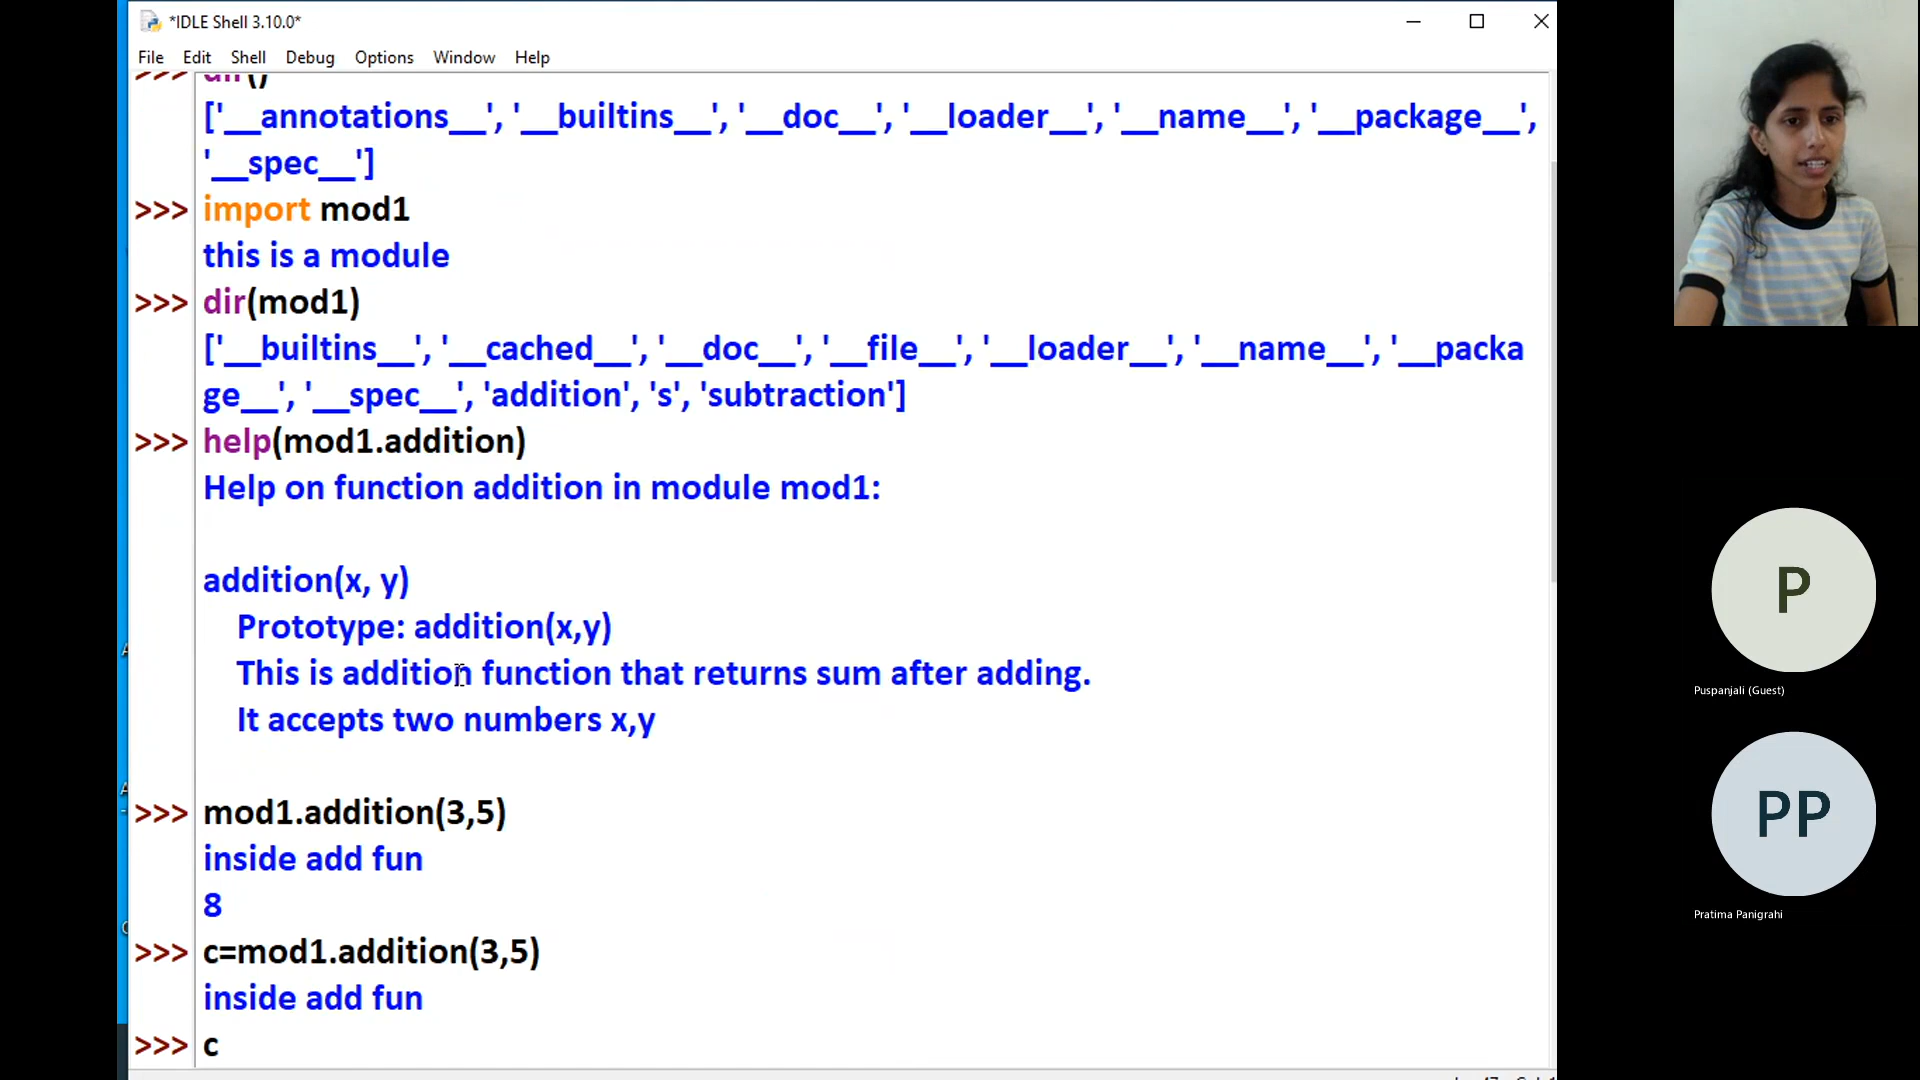 *IDLE Shell 3.10.0*
File Edit Shell Debug Options Window Help
>>> dir()
['__annotations__', '__builtins__', '__doc__', '__loader__', '__name__', '__package__',
'__spec__']
>>> import mod1
this is a module
>>> dir(mod1)
['__builtins__', '__cached__', '__doc__', '__file__', '__loader__', '__name__', '__packa
ge__', '__spec__', 'addition', 's', 'subtraction']
>>> help(mod1.addition)
Help on function addition in module mod1:
addition(x, y)
Prototype: addition(x,y)
This is addition function that returns sum after adding.
It accepts two numbers x,y
>>> mod1.addition(3,5)
inside add fun
8
>>> c=mod1.addition(3,5)
inside add fun
>>> c
P
Puspanjali (Guest)
PP
Pratima Panigrahi